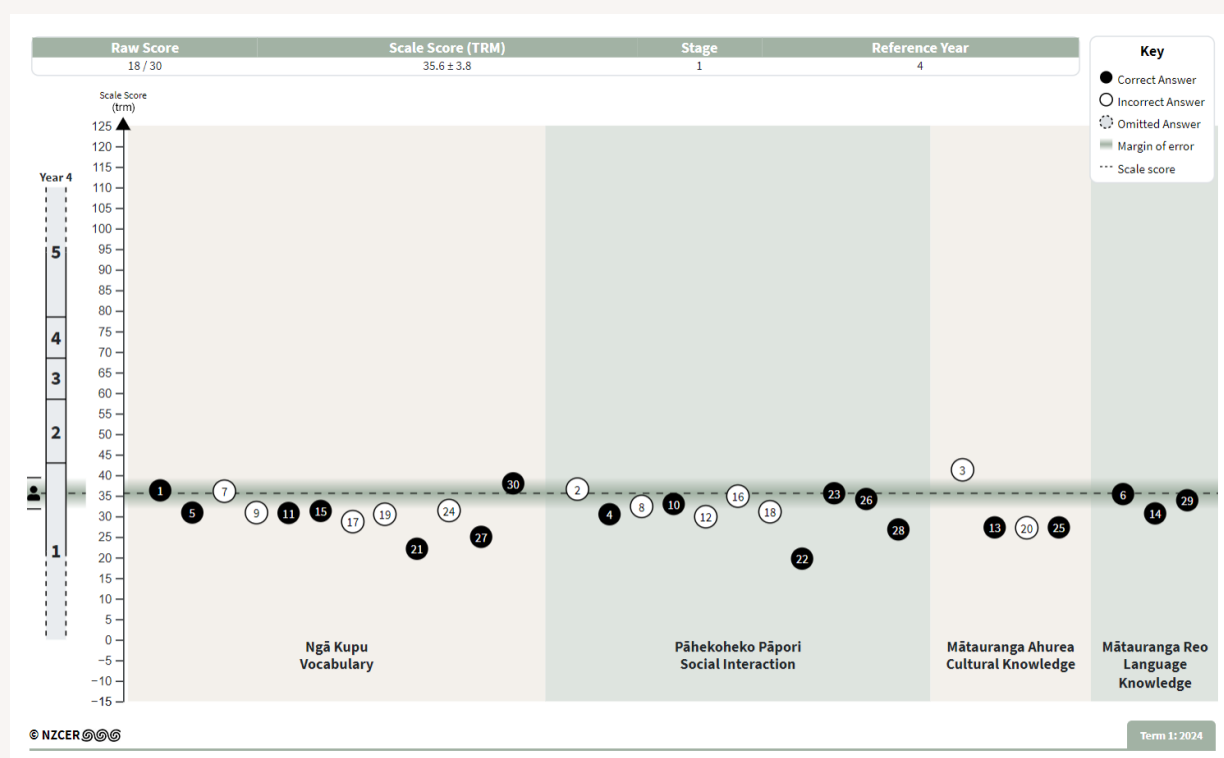 Raw Score Scale Score (TRM) Stage Reference Year
18 / 30 35.6 ± 3.8 1 4
Key
Correct Answer
Incorrect Answer
Omitted Answer
Margin of error
Scale score
Scale Score
(trm)
Year 4
5
4
3
2
1
125
120
115
110
105
100
95
90
85
80
75
70
65
60
55
50
45
40
35
30
25
20
15
10
5
0
−5
−10
−15
1
5
7
9
11
15
17
19
21
24
27
30
2
4
8
10
12
16
18
22
23
26
28
3
13
20
25
6
14
29
Ngā Kupu
Vocabulary
Pāhekoheko Pāpori
Social Interaction
Mātauranga Ahurea
Cultural Knowledge
Mātauranga Reo
Language
Knowledge
© NZCER
Term 1: 2024